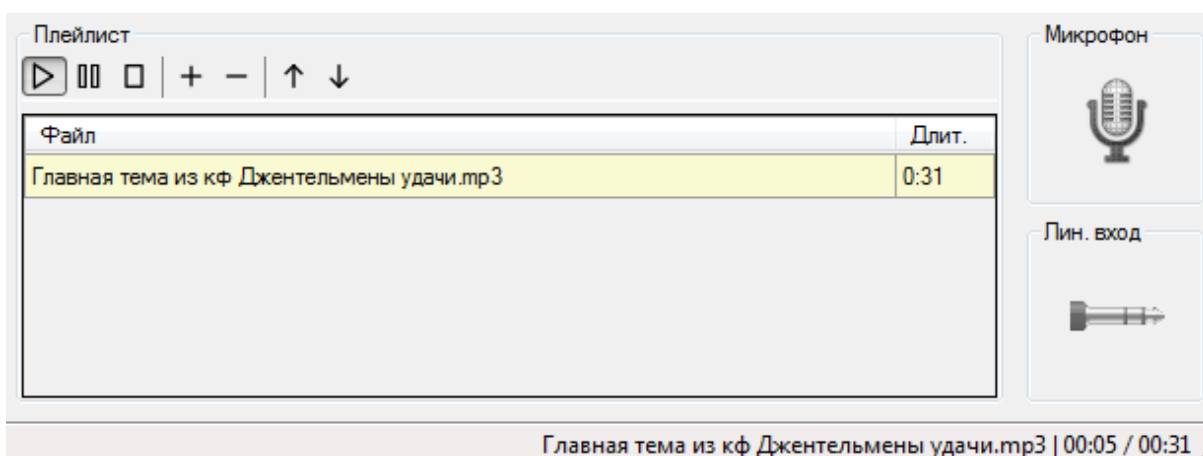 Плейлист
Микрофон
Файл Длит.
Главная тема из кф Джентельмены удачи.mp3 0:31
Лин. вход
Главная тема из кф Джентельмены удачи.mp3 | 00:05 / 00:31